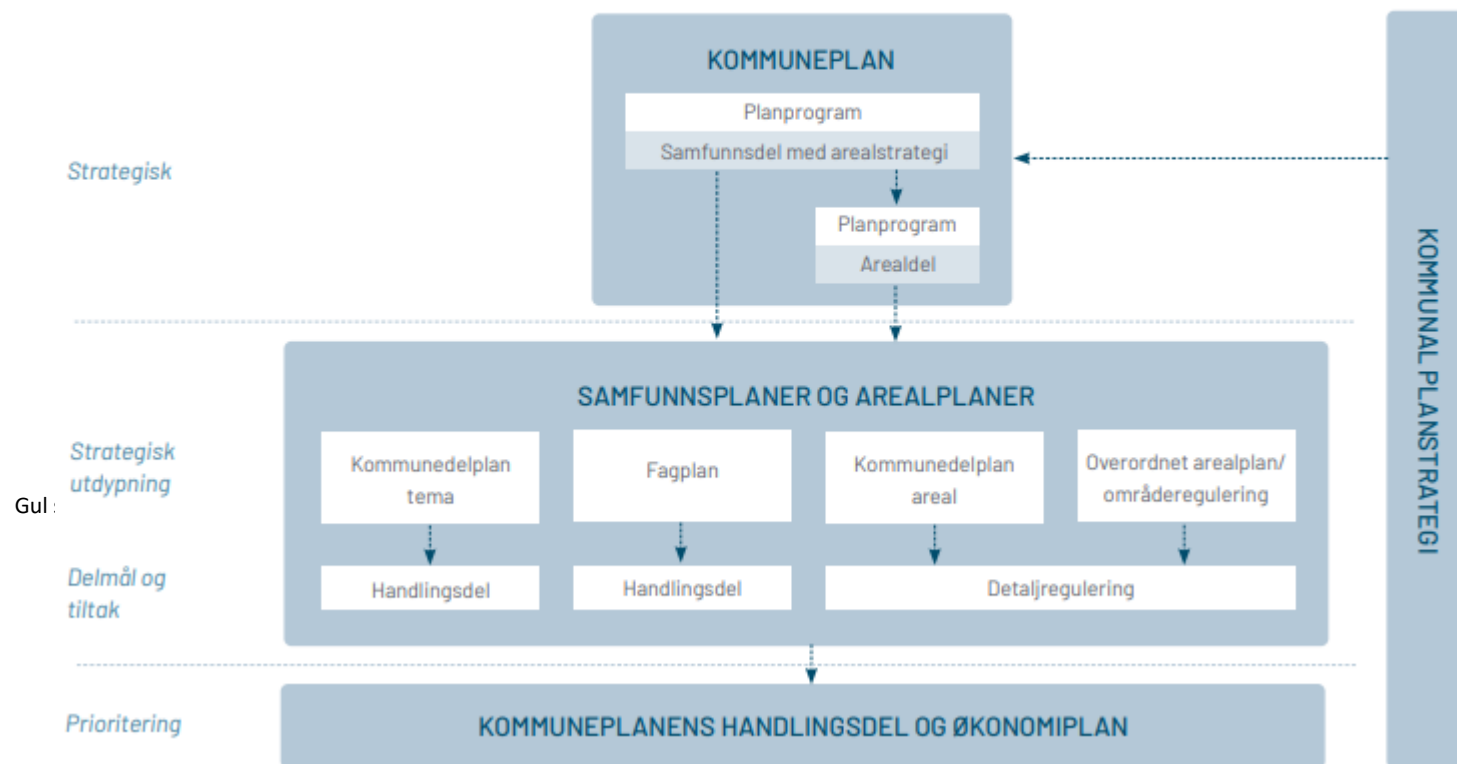 KOMMUNEPLAN
Planprogram
Samfunnsdel med arealstrategi
Strategisk
Planprogram
Arealdel
KOMMUNAL PLANSTRATEGI
SAMFUNNSPLANER OG AREALPLANER
Strategisk
utdypning
Kommunedelplan
tema
Fagplan
Kommunedelplan
areal
Overordnet arealplan/
områderegulering
Gul
Delmål og
tiltak
Handlingsdel
Handlingsdel
Detaljregulering
Prioritering
KOMMUNEPLANENS HANDLINGSDEL OG ØKONOMIPLAN